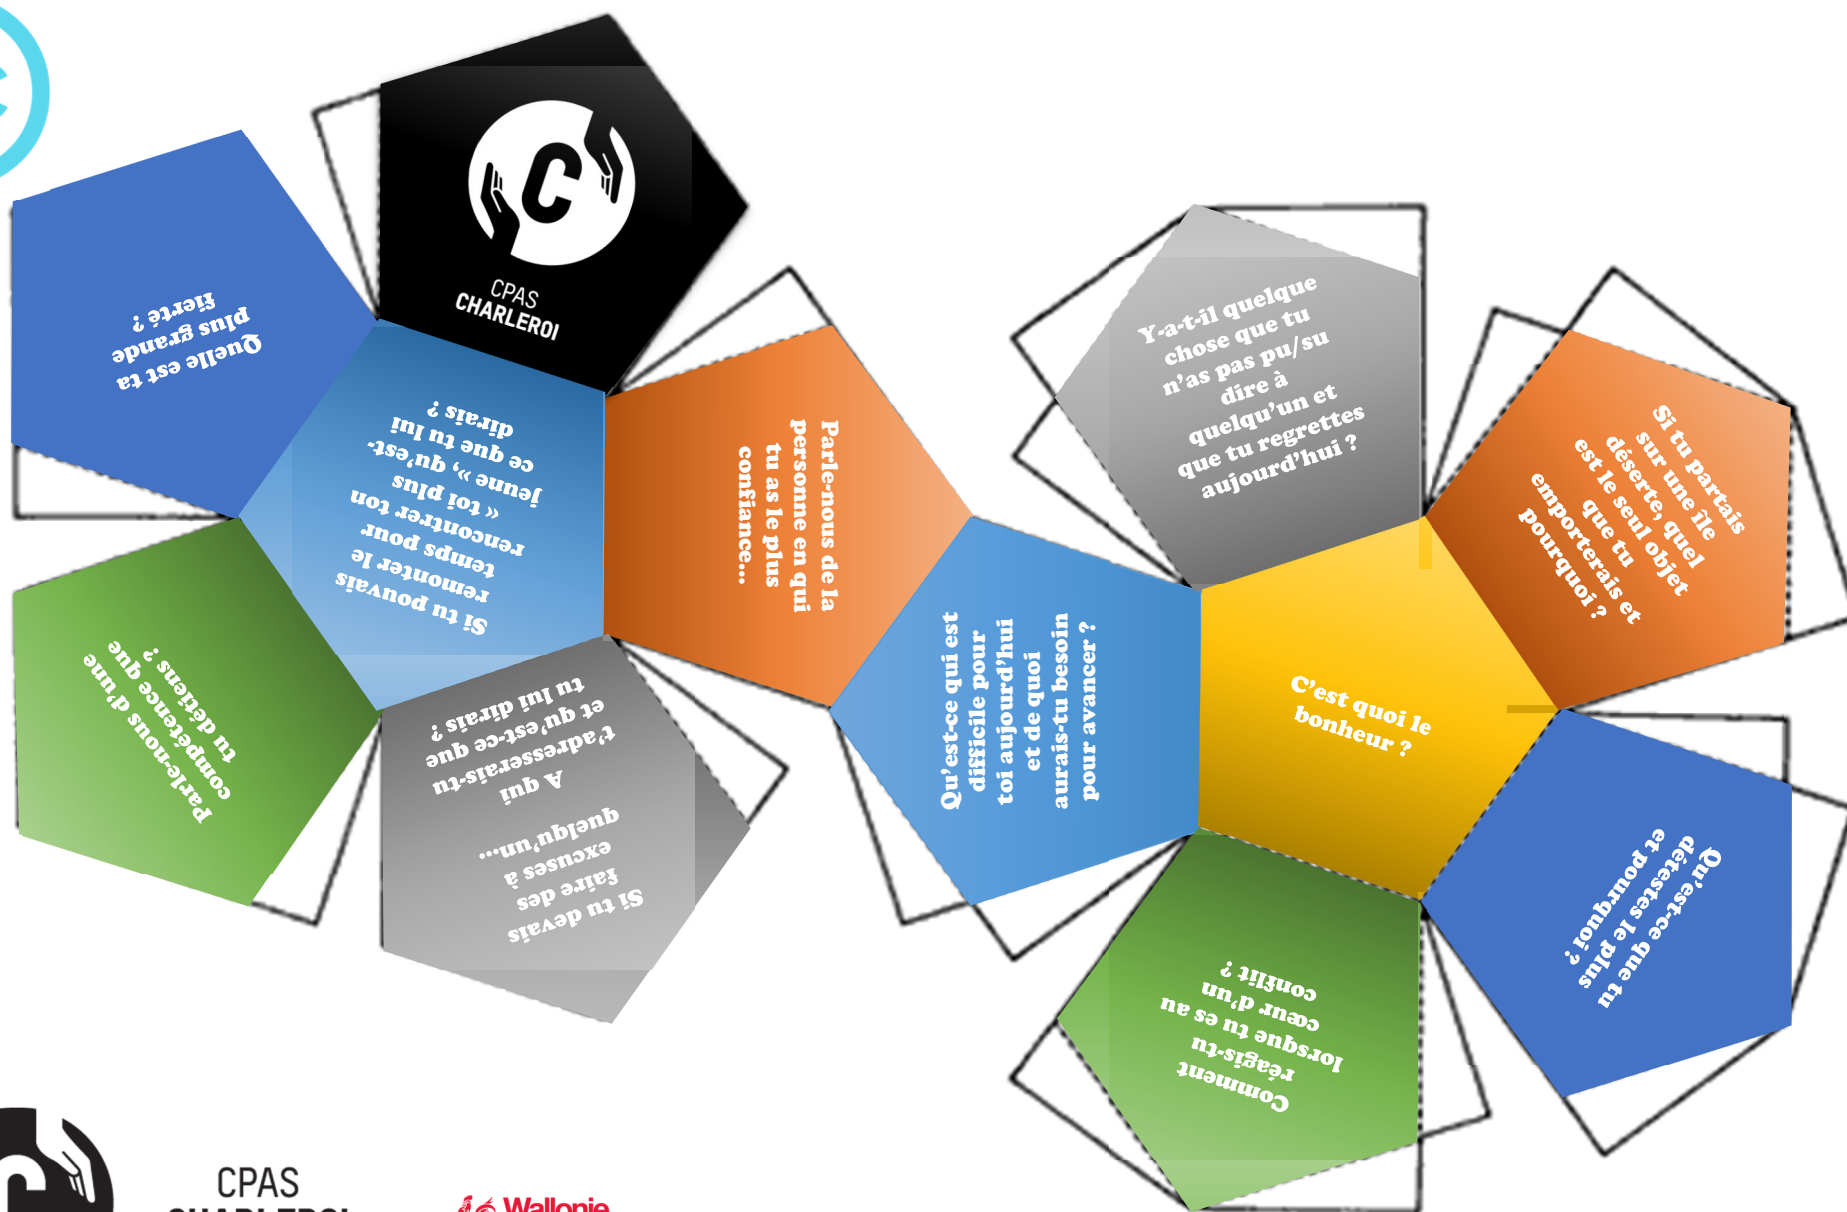 CPAS
CHARLEROI
Quelle est ta
plus grande
fierté ?
Si tu pouvais
remonter le
temps pour
rencontrer ton
« toi plus
jeune », qu'est-
ce que tu lui
dirais ?
Parle-nous de la
personne en qui
tu as le plus
confiance...
Parle-nous d'une
compétence que
tu détiens ?
Si tu devais
faire des
excuses à
quelqu'un...
A qui
t'adresserais-tu
et qu'est-ce que
tu lui dirais ?
Qu'est-ce qui est
difficile pour
toi aujourd'hui
et de quoi
aurais-tu besoin
pour avancer ?
Y-a-t-il quelque
chose que tu
n'as pas pu/su
dire à
quelqu'un et
que tu regrettes
aujourd'hui ?
Si tu partais
sur une île
déserte, quel
est le seul objet
que tu
emporterais et
pourquoi ?
C'est quoi le
bonheur ?
Qu'est-ce que tu
détestes le plus
et pourquoi ?
Comment
réagis-tu
lorsque tu es au
cœur d'un
conflit ?
CPAS
CHARLEROI
Wallonie